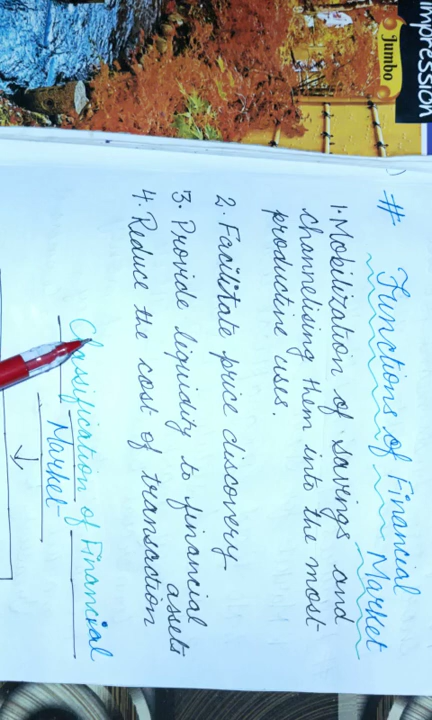 Impression
Jumbo
# Functions of Financial
Market
1. Mobilization of savings and
channelising them into the most
productive uses.
2. Facilitate price discovery
3. Provide liquidity to financial
assets
4. Reduce the cost of transaction
Classification of Financial
Market